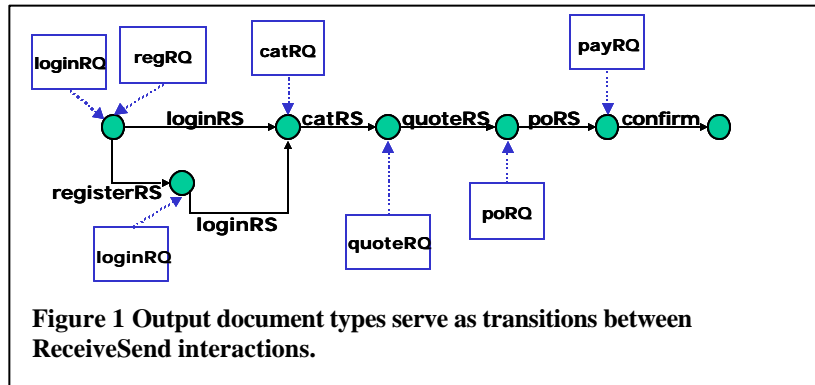 loginRQ
regRQ
catRQ
payRQ
loginRS
catRS
quoteRS
poRS
confirm
registerRS
loginRS
loginRQ
quoteRQ
poRQ
Figure 1 Output document types serve as transitions between
ReceiveSend interactions.